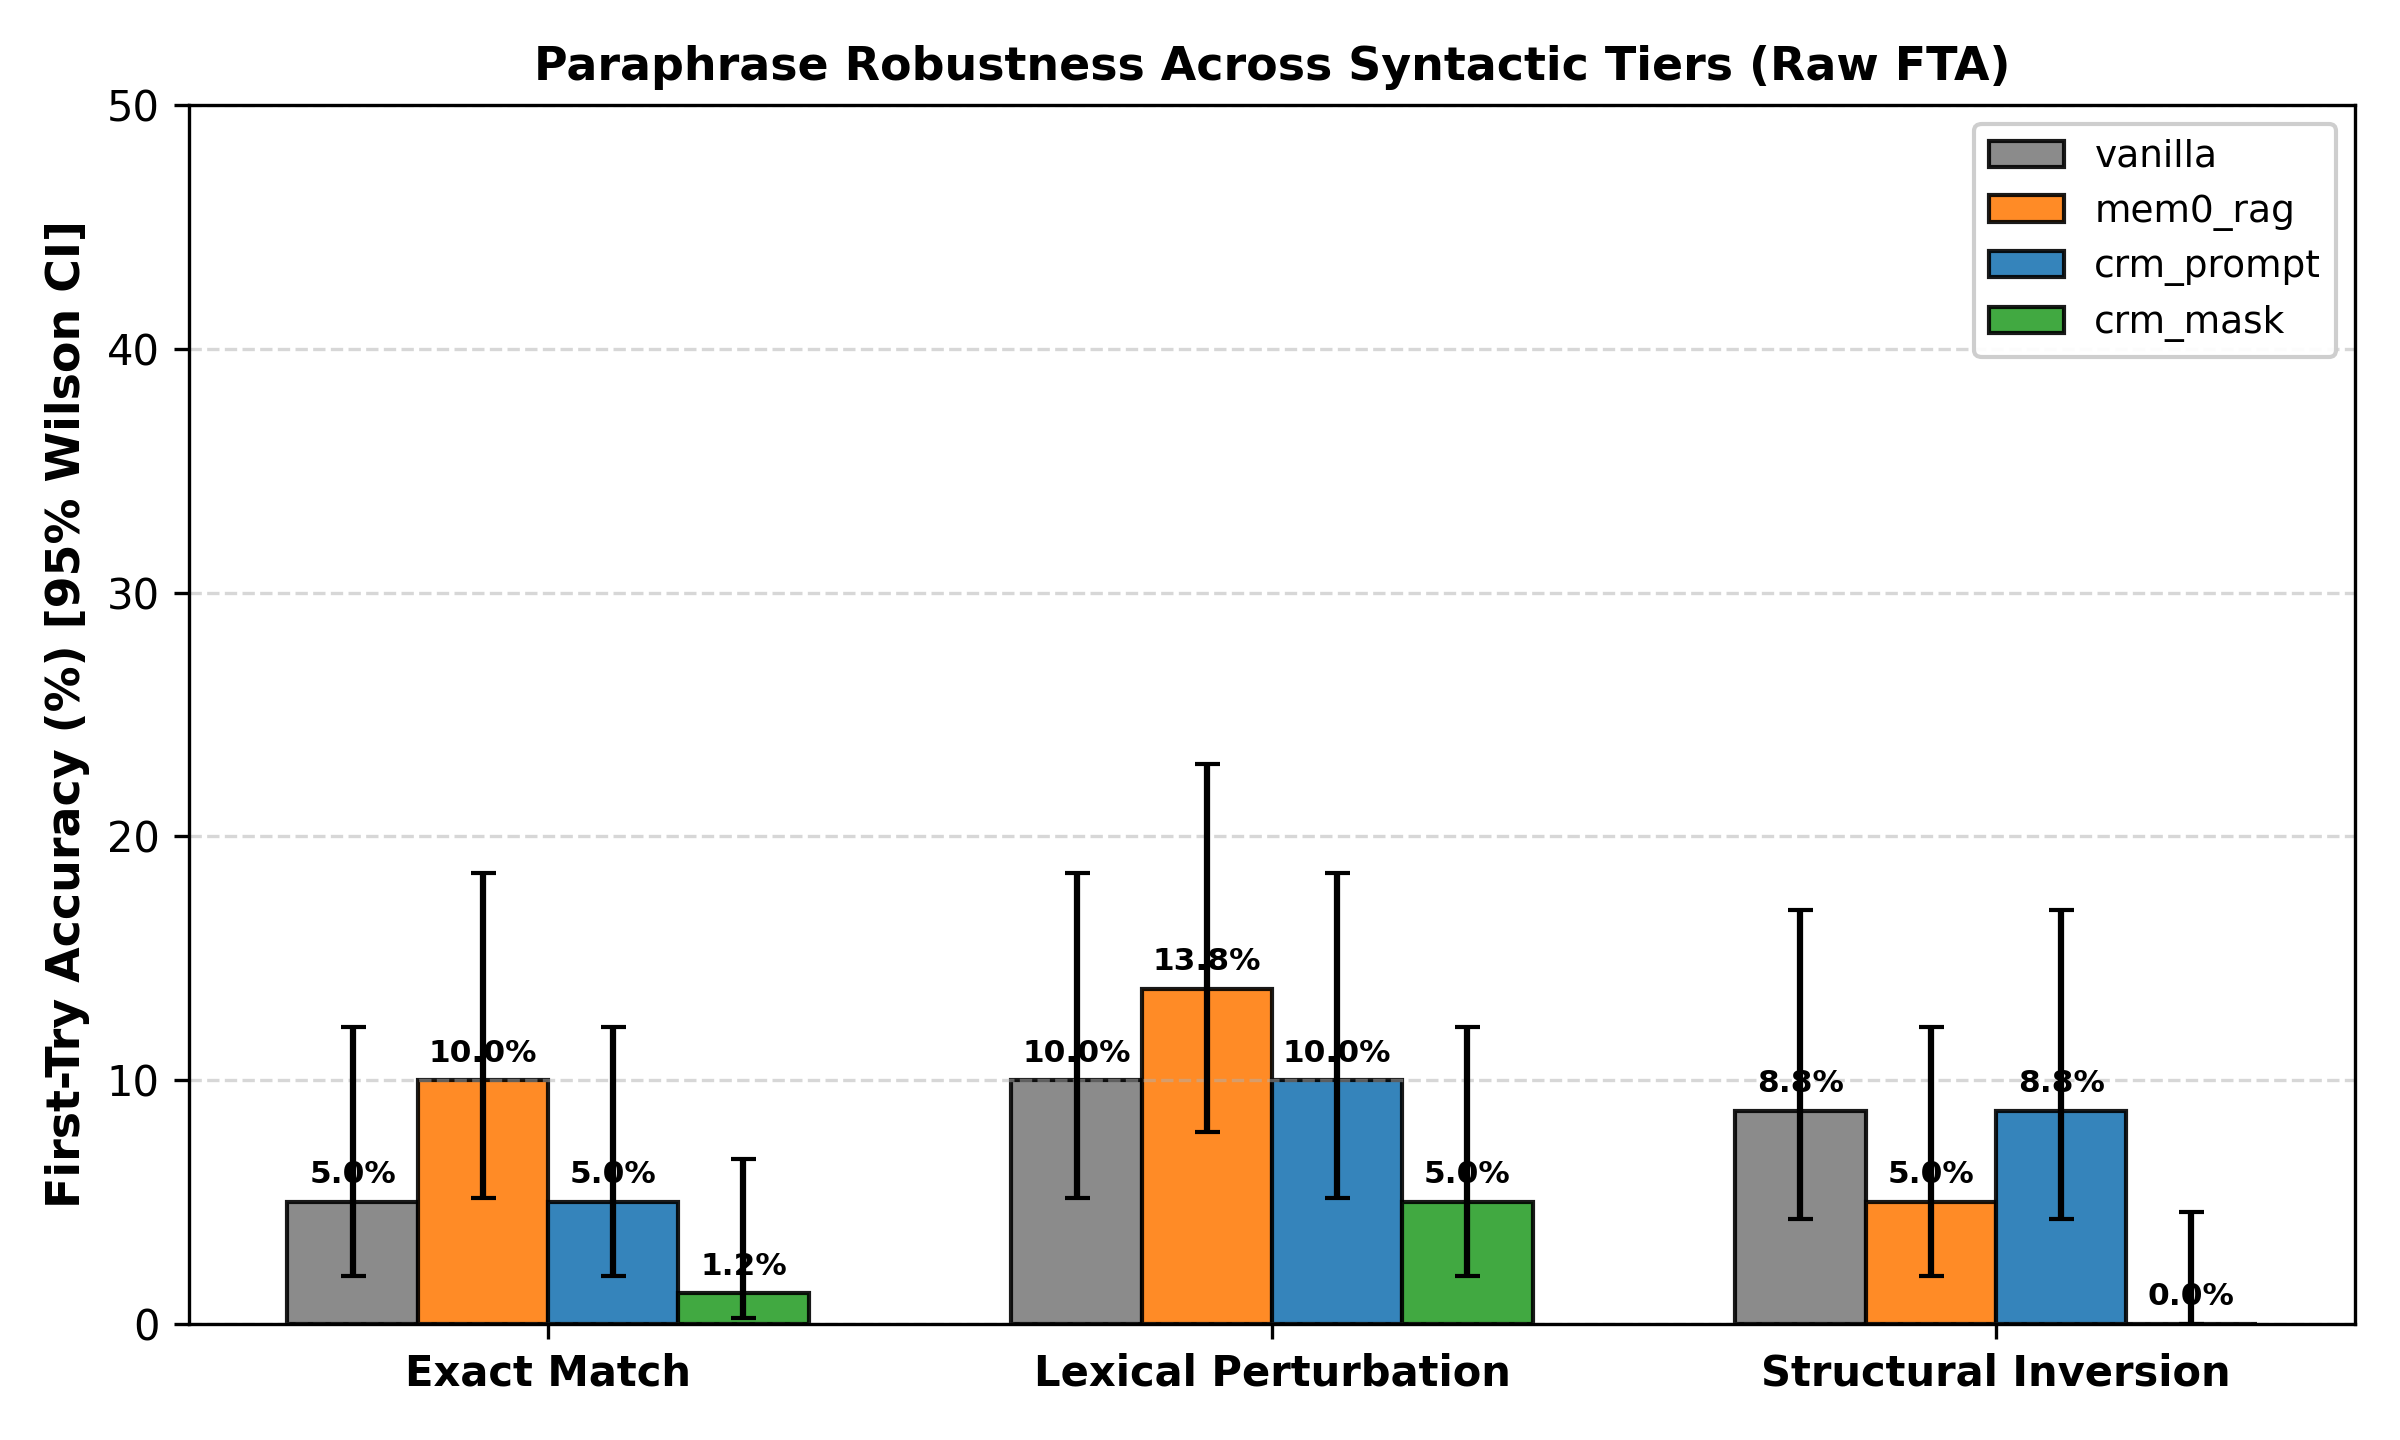 Paraphrase Robustness Across Syntactic Tiers (Raw FTA)
First-Try Accuracy (%) [95% Wilson CI]
50
40
30
20
10
0
vanilla
mem0_rag
crm_prompt
crm_mask
5.0%
10.0%
5.0%
1.2%
10.0%
13.8%
10.0%
5.0%
8.8%
5.0%
8.8%
0.0%
Exact Match
Lexical Perturbation
Structural Inversion